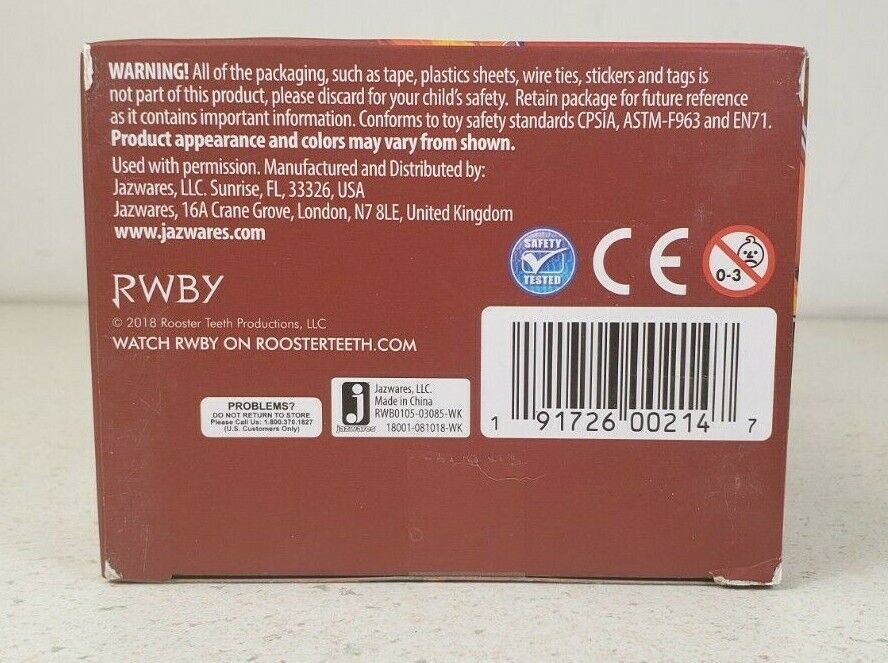 WARNING! All of the packaging, such as tape, plastics sheets, wire ties, stickers and tags is
not part of this product, please discard for your child's safety. Retain package for future reference
as it contains important information. Conforms to toy safety standards CPSIA, ASTM-F963 and EN71.
Product appearance and colors may vary from shown.
Used with permission. Manufactured and Distributed by:
Jazwares, LLC. Sunrise, FL, 33326, USA
Jazwares, 16A Crane Grove, London, N7 8LE, United Kingdom
www.jazwares.com
SAFETY
TESTED
CE
0-3
RWBY
© 2018 Rooster Teeth Productions, LLC
WATCH RWBY ON ROOSTERTEETH.COM
PROBLEMS?
DO NOT RETURN TO STORE
Please Call Us: 1.800.370.1827
(U.S. Customers Only)
j
jazwares
Jazwares, LLC.
Made in China
RWB0105-03085-WK
18001-081018-WK
1 91726 00214 7